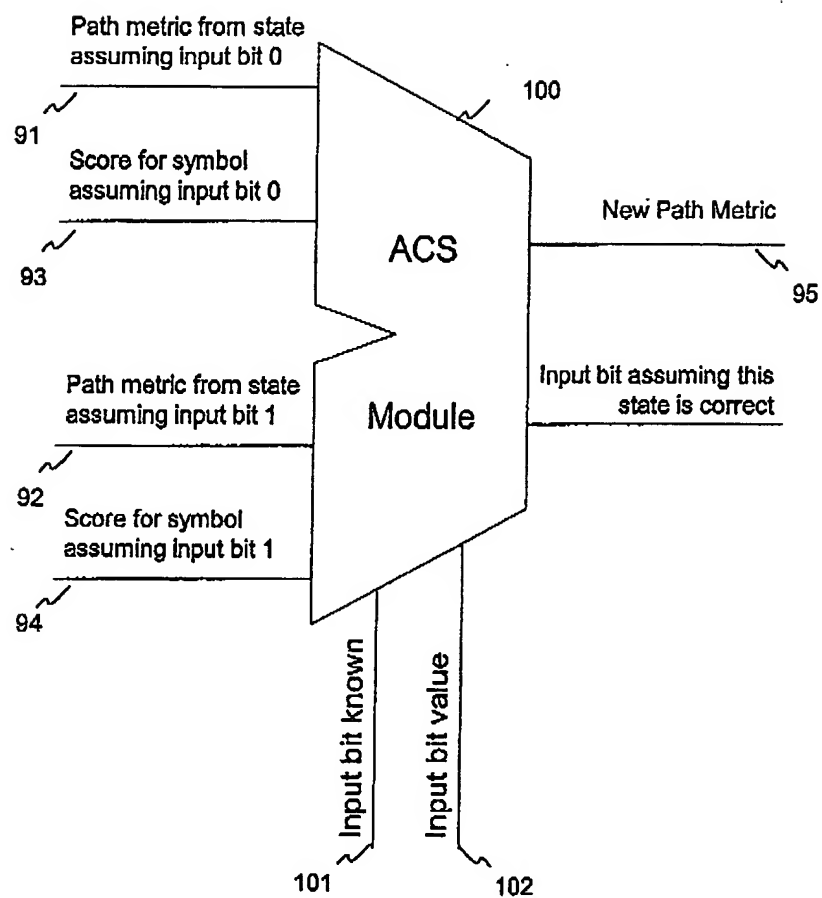 Path metric from state
assuming input bit 0
100
91
Score for symbol
assuming input bit 0
New Path Metric
93
ACS
95
Path metric from state
assuming input bit 1
Input bit assuming this
state is correct
Module
92
Score for symbol
assuming input bit 1
94
Input bit known
Input bit value
101
102